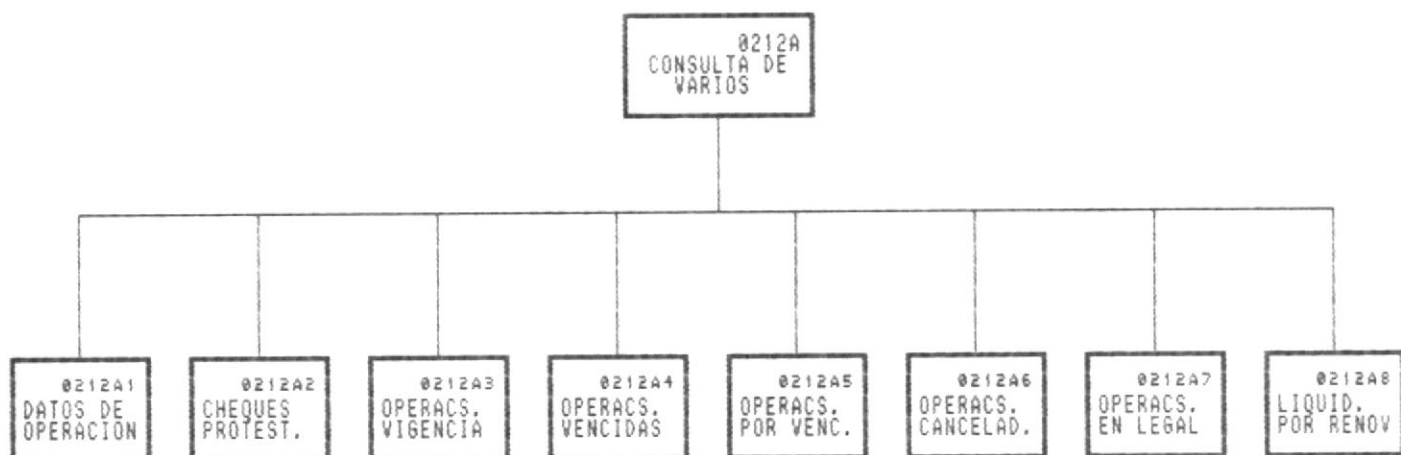 0212A
CONSULTA DE
VARIOS
0212A1
DATOS DE
OPERACION
0212A2
CHEQUES
PROTEST.
0212A3
OPERACS.
VIGENCIA
0212A4
OPERACS.
VENCIDAS
0212A5
OPERACS.
POR VENC.
0212A6
OPERACS.
CANCELAD.
0212A7
OPERACS.
EN LEGAL
0212A8
LIQUID.
POR RENOV